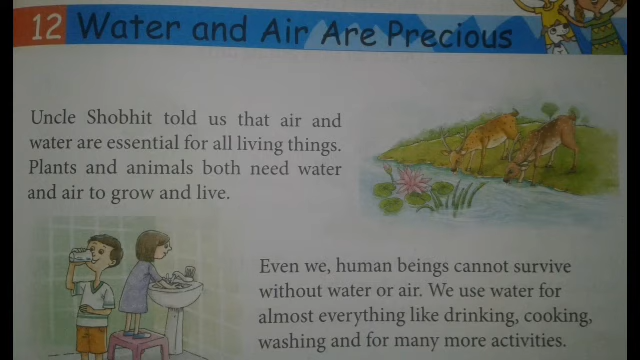 12 Water and Air Are Precious
Uncle Shobhit told us that air and
water are essential for all living things.
Plants and animals both need water
and air to grow and live.
Even we, human beings cannot survive
without water or air. We use water for
almost everything like drinking, cooking,
washing and for many more activities.